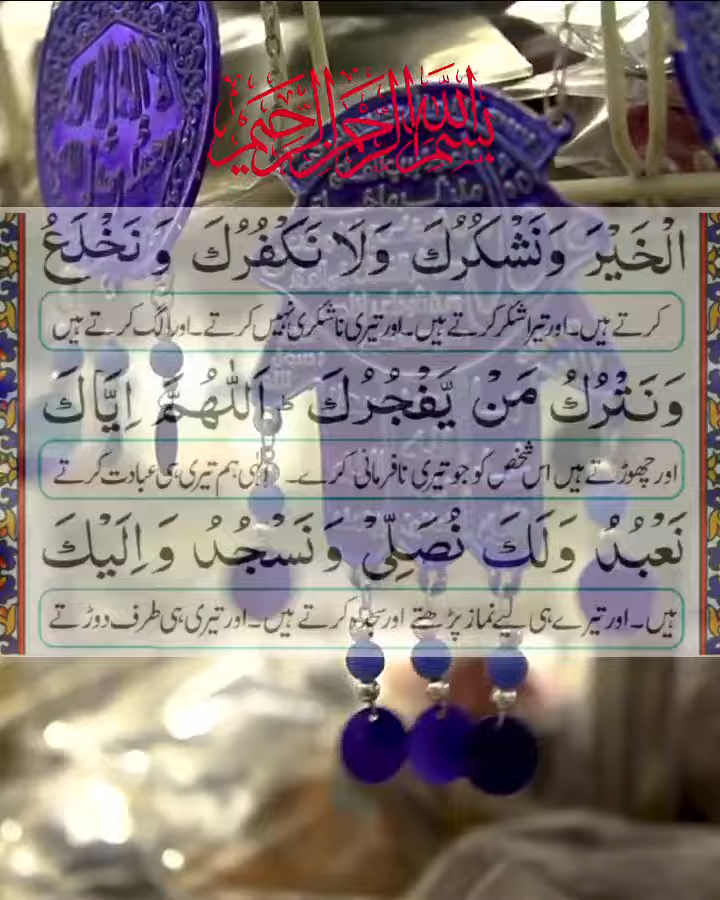 بِسْمِ اللّٰهِ الرَّحْمٰنِ الرَّحِيْمِ
الْخَيْرَ وَنَشْكُرُكَ وَلَا نَكْفُرُكَ وَنَخْلَعُ
کرتے ہیں۔اور تیرا شکر کرتے ہیں۔اور تیری ناشکری نہیں کرتے۔اور الگ کرتے ہیں
وَنَتْرُكُ مَنْ يَّفْجُرُكَ ؕ اَللّٰهُمَّ اِيَّاكَ
اور چھوڑتے ہیں اس شخص کو جو تیری نافرمانی کرے۔ الٰہی ہم تیری ہی عبادت کرتے
نَعْبُدُ وَلَكَ نُصَلِّيْ وَنَسْجُدُ وَاِلَيْكَ
ہیں۔اور تیرے ہی لیے نماز پڑھتے اور سجدہ کرتے ہیں۔اور تیری ہی طرف دوڑتے